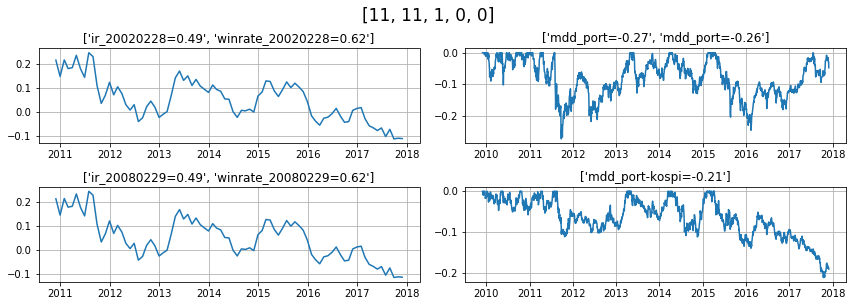 [11, 11, 1, 0, 0]
['ir_20020228=0.49', 'winrate_20020228=0.62']
0.2
0.1
0.0
−0.1
2011 2012 2013 2014 2015 2016 2017 2018
['mdd_port=-0.27', 'mdd_port=-0.26']
0.0
−0.1
−0.2
2010 2011 2012 2013 2014 2015 2016 2017 2018
['ir_20080229=0.49', 'winrate_20080229=0.62']
0.2
0.1
0.0
−0.1
2011 2012 2013 2014 2015 2016 2017 2018
['mdd_port-kospi=-0.21']
0.0
−0.1
−0.2
2010 2011 2012 2013 2014 2015 2016 2017 2018